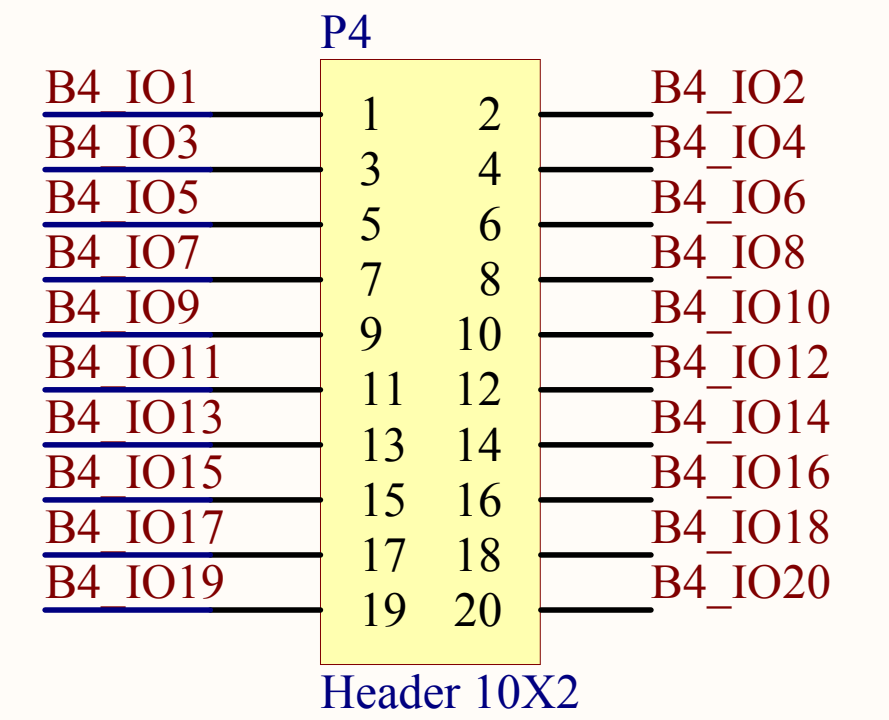 P4
B4_IO1 1 2 B4_IO2
B4_IO3 3 4 B4_IO4
B4_IO5 5 6 B4_IO6
B4_IO7 7 8 B4_IO8
B4_IO9 9 10 B4_IO10
B4_IO11 11 12 B4_IO12
B4_IO13 13 14 B4_IO14
B4_IO15 15 16 B4_IO16
B4_IO17 17 18 B4_IO18
B4_IO19 19 20 B4_IO20
Header 10X2